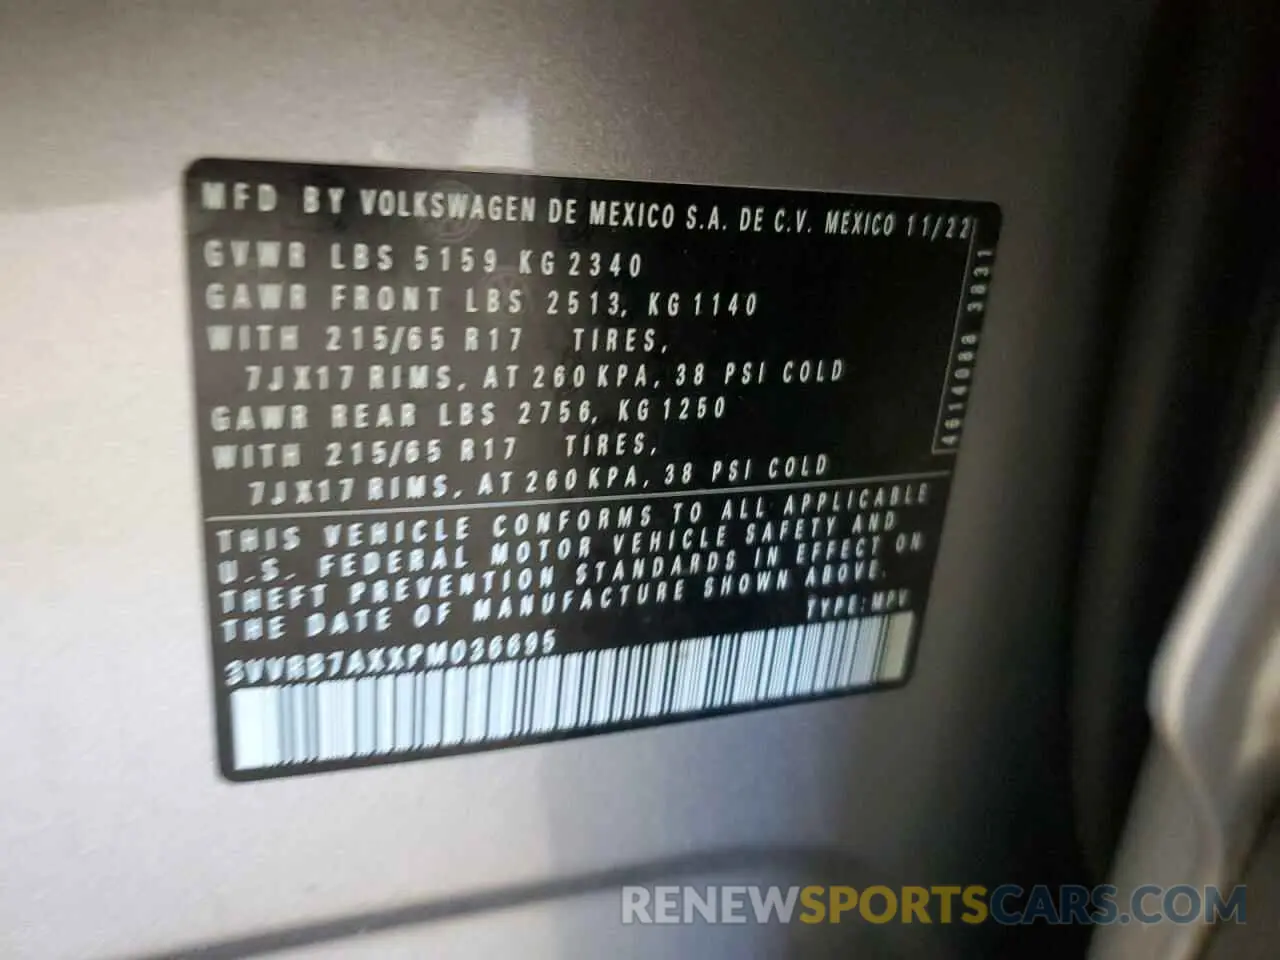 MFD BY VOLKSWAGEN DE MEXICO S.A. DE C.V. MEXICO 11/22
GVWR LBS 5159 KG 2340
GAWR FRONT LBS 2513, KG 1140
WITH 215/65 R17 TIRES,
7JX17 RIMS, AT 260 KPA, 38 PSI COLD
GAWR REAR LBS 2756, KG 1250
WITH 215/65 R17 TIRES,
7JX17 RIMS, AT 260 KPA, 38 PSI COLD
4614088 3831
THIS VEHICLE CONFORMS TO ALL APPLICABLE
U.S. FEDERAL MOTOR VEHICLE SAFETY AND
THEFT PREVENTION STANDARDS IN EFFECT ON
THE DATE OF MANUFACTURE SHOWN ABOVE.
TYPE: MPV
3VVRB7AXXPM036695
RENEWSPORTSCARS.COM